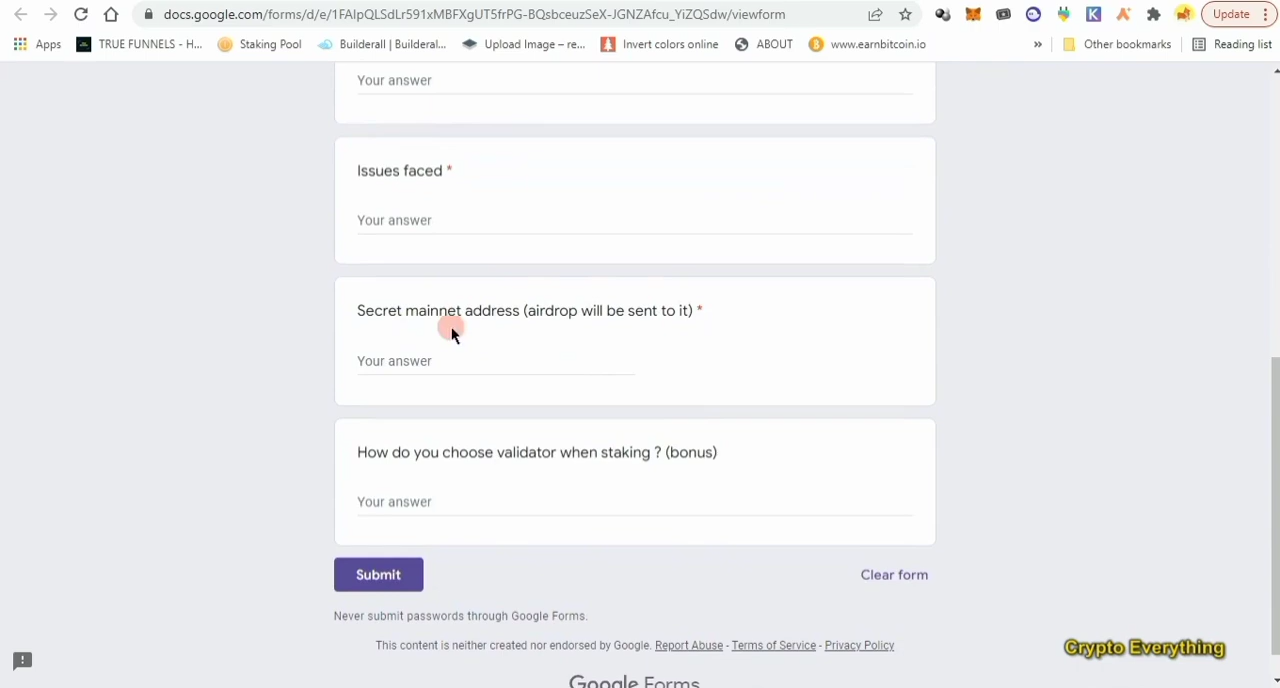 docs.google.com/forms/d/e/1FAIpQLSdLr591xMBFXgUT5frPG-BQsbceuzSeX-JGNZAfcu_YiZQSdw/viewform
Update
Apps
TRUE FUNNELS - H...
Staking Pool
Builderall | Builderal...
Upload Image – re...
Invert colors online
ABOUT
www.earnbitcoin.io
»
Other bookmarks
Reading list
Your answer
Issues faced *
Your answer
Secret mainnet address (airdrop will be sent to it) *
Your answer
How do you choose validator when staking ? (bonus)
Your answer
Submit
Clear form
Never submit passwords through Google Forms.
This content is neither created nor endorsed by Google. Report Abuse - Terms of Service - Privacy Policy
Crypto Everything
Google Forms